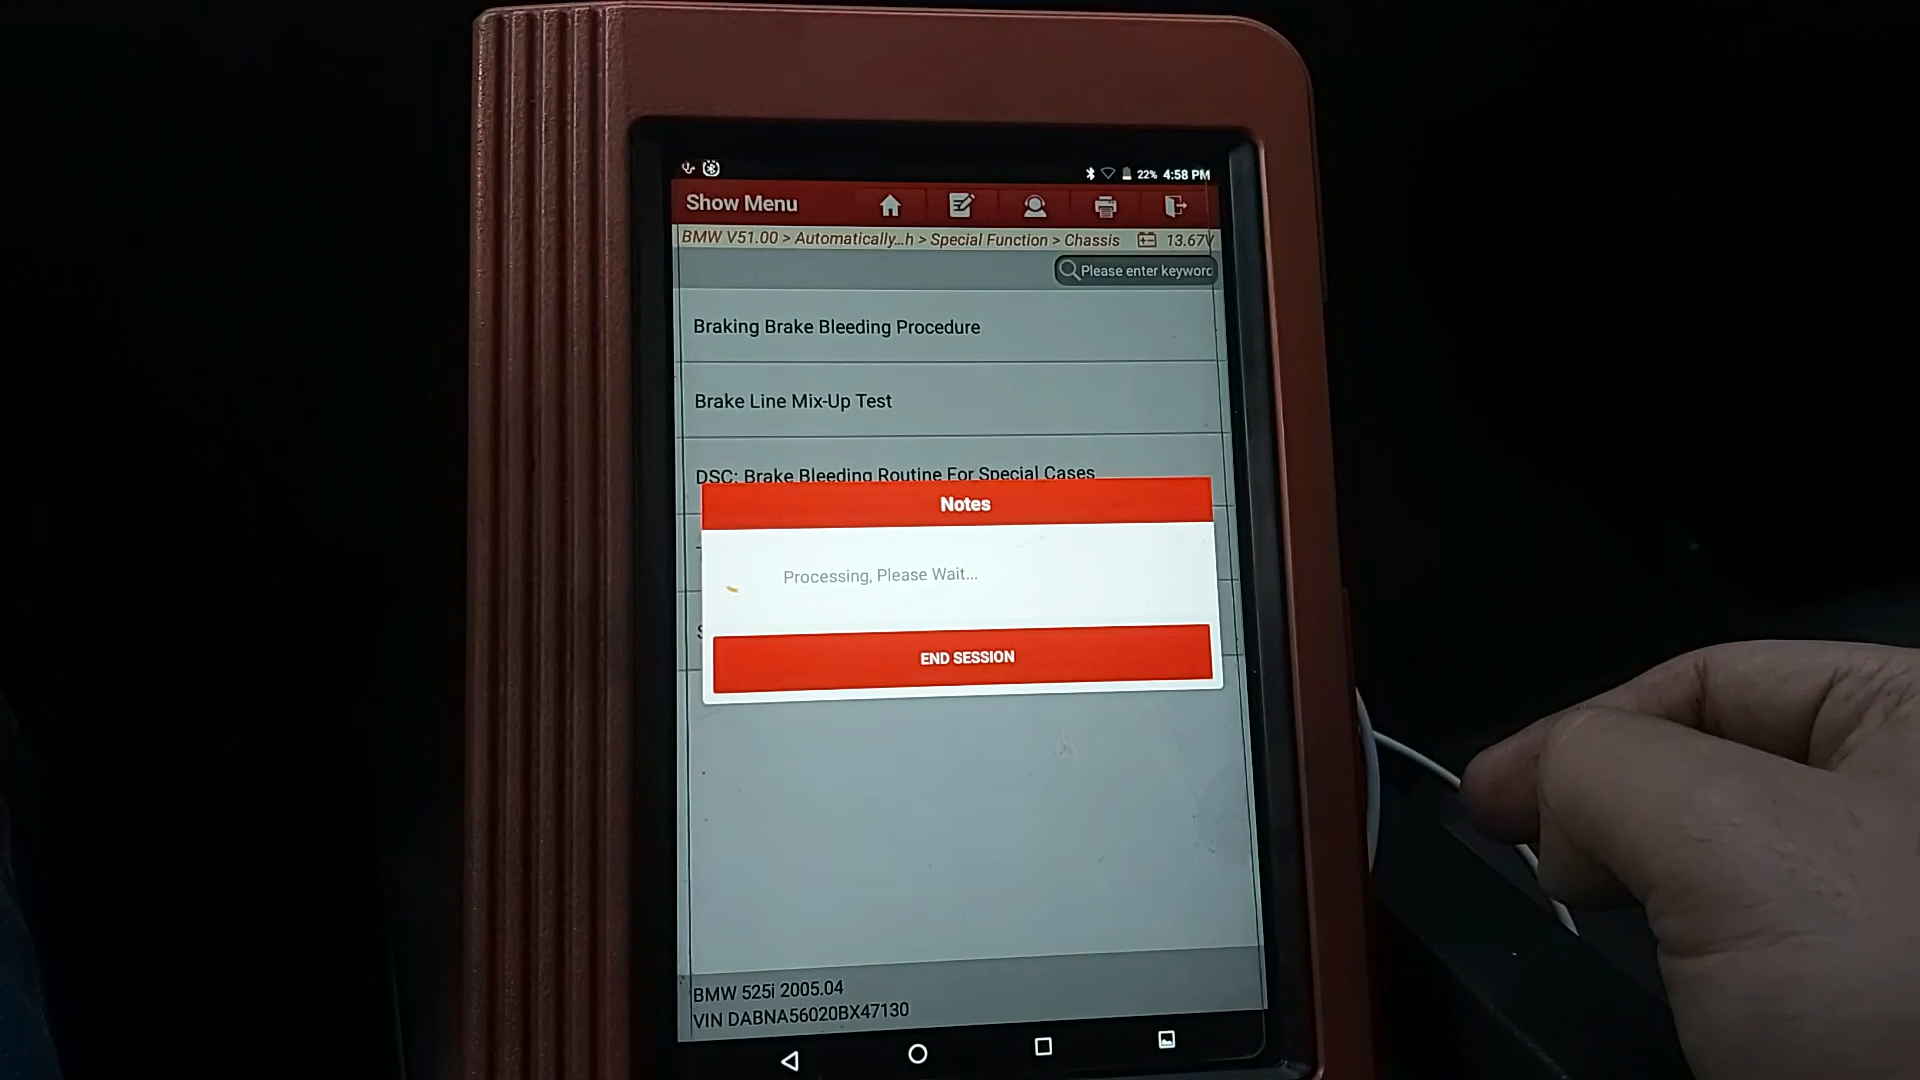 22% 4:58 PM
Show Menu
BMW V51.00 > Automatically...h > Special Function > Chassis 13.67V
Please enter keyword
Braking Brake Bleeding Procedure
Brake Line Mix-Up Test
DSC: Brake Bleeding Routine For Special Cases
Notes
Processing, Please Wait...
END SESSION
BMW 525i 2005.04
VIN DABNA56020BX47130